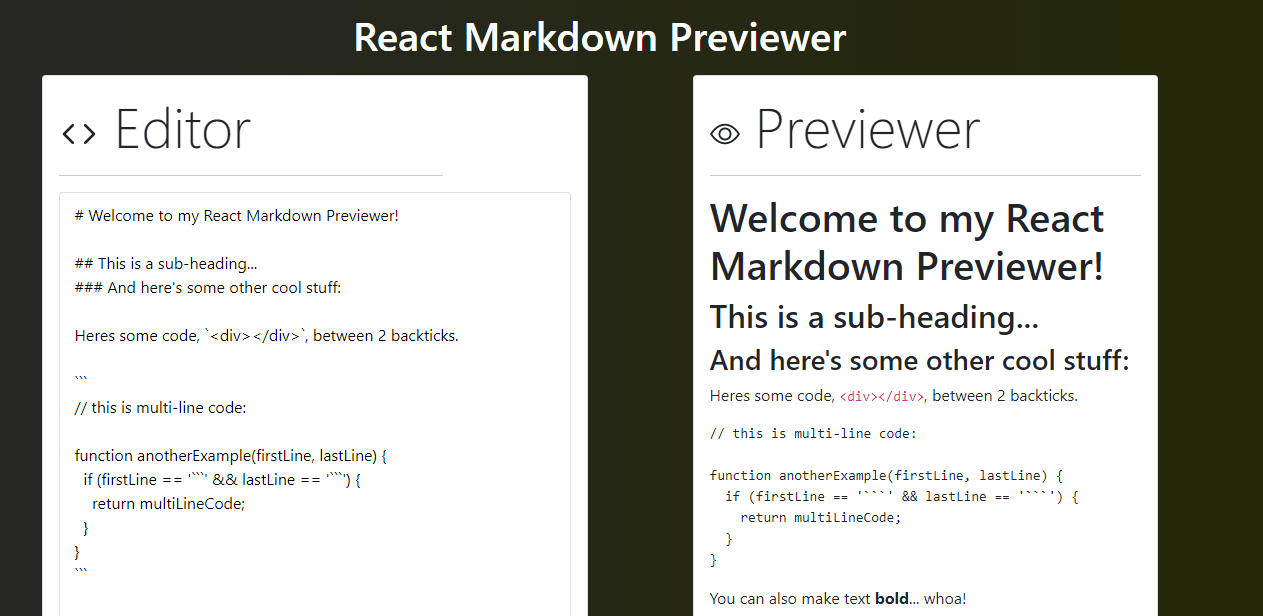 React Markdown Previewer
<> Editor
# Welcome to my React Markdown Previewer!
## This is a sub-heading...
### And here's some other cool stuff:
Heres some code, `<div></div>`, between 2 backticks.
```
// this is multi-line code:
function anotherExample(firstLine, lastLine) {
  if (firstLine == '```' && lastLine == '```') {
    return multiLineCode;
  }
}
```
Previewer
Welcome to my React
Markdown Previewer!
This is a sub-heading...
And here's some other cool stuff:
Heres some code, <div></div>, between 2 backticks.
// this is multi-line code:
function anotherExample(firstLine, lastLine) {
  if (firstLine == '```' && lastLine == '```') {
    return multiLineCode;
  }
}
You can also make text bold... whoa!